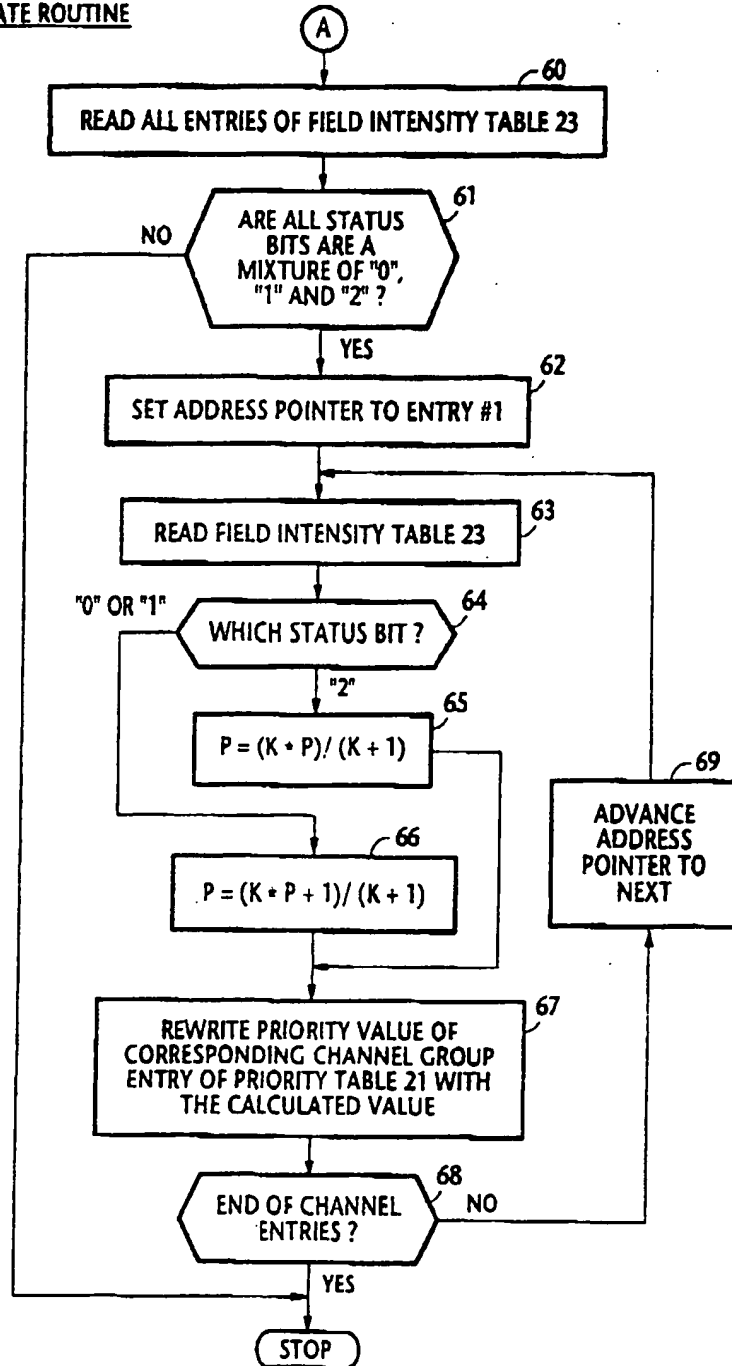 ATE ROUTINE
A
60
READ ALL ENTRIES OF FIELD INTENSITY TABLE 23
61
ARE ALL STATUS
BITS ARE A
MIXTURE OF "0",
"1" AND "2" ?
NO
YES
62
SET ADDRESS POINTER TO ENTRY #1
63
READ FIELD INTENSITY TABLE 23
64
"0" OR "1"
WHICH STATUS BIT ?
"2"
65
P = (K * P)/ (K + 1)
69
ADVANCE
ADDRESS
POINTER TO
NEXT
66
P = (K * P + 1)/ (K + 1)
67
REWRITE PRIORITY VALUE OF
CORRESPONDING CHANNEL GROUP
ENTRY OF PRIORITY TABLE 21 WITH
THE CALCULATED VALUE
68
END OF CHANNEL
ENTRIES ?
NO
YES
STOP